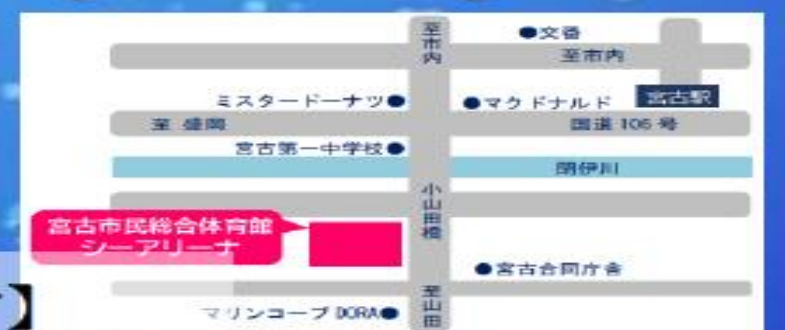 至市内
●交番
至市内
ミスタードーナツ●
●マクドナルド
宮古駅
至 盛岡
国道 106 号
宮古第一中学校●
閉伊川
小山田橋
宮古市民総合体育館
シーアリーナ
●宮古合同庁舎
マリンコープ DORA●
至山田
】